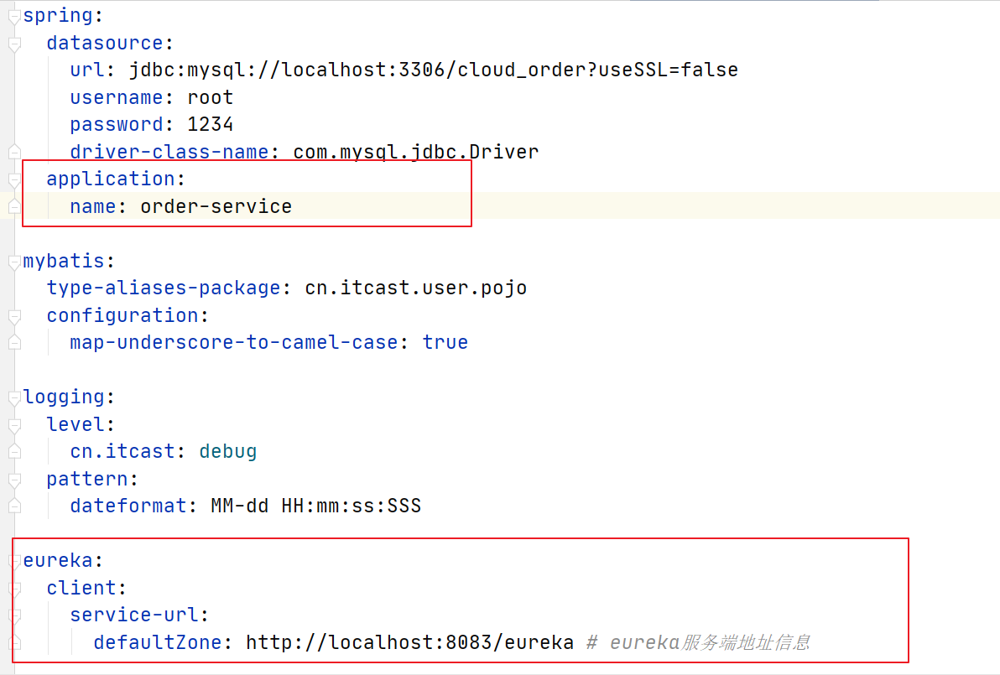 spring:
  datasource:
    url: jdbc:mysql://localhost:3306/cloud_order?useSSL=false
    username: root
    password: 1234
    driver-class-name: com.mysql.jdbc.Driver
  application:
    name: order-service
mybatis:
  type-aliases-package: cn.itcast.user.pojo
  configuration:
    map-underscore-to-camel-case: true
logging:
  level:
    cn.itcast: debug
  pattern:
    dateformat: MM-dd HH:mm:ss:SSS
eureka:
  client:
    service-url:
      defaultZone: http://localhost:8083/eureka # eureka服务端地址信息